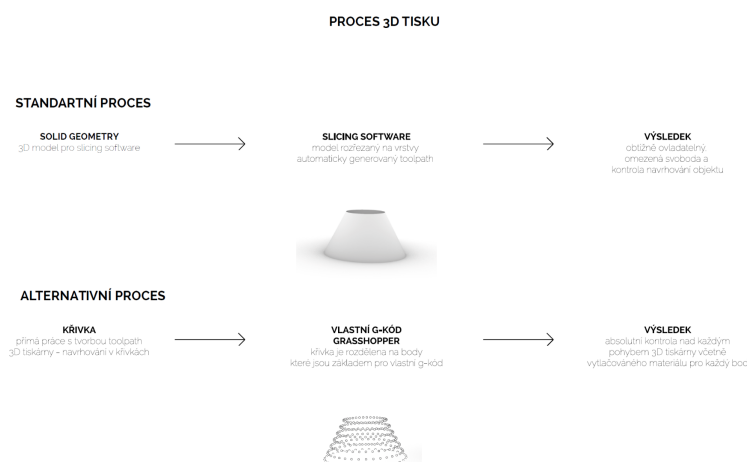 PROCES 3D TISKU
STANDARTNÍ PROCES
SOLID GEOMETRY
3D model pro slicing software
SLICING SOFTWARE
model rozřezaný na vrstvy
automaticky generovaný toolpath
VÝSLEDEK
obtížně ovladatelný,
omezená svoboda a
kontrola navrhování objektu
ALTERNATIVNÍ PROCES
KŘIVKA
přímá práce s tvorbou toolpath
3D tiskárny – navrhování v křivkách
VLASTNÍ G-KÓD
GRASSHOPPER
křivka je rozdělena na body
které jsou základem pro vlastní g-kód
VÝSLEDEK
absolutní kontrola nad každým
pohybem 3D tiskárny včetně
vytlačováného materiálu pro každý